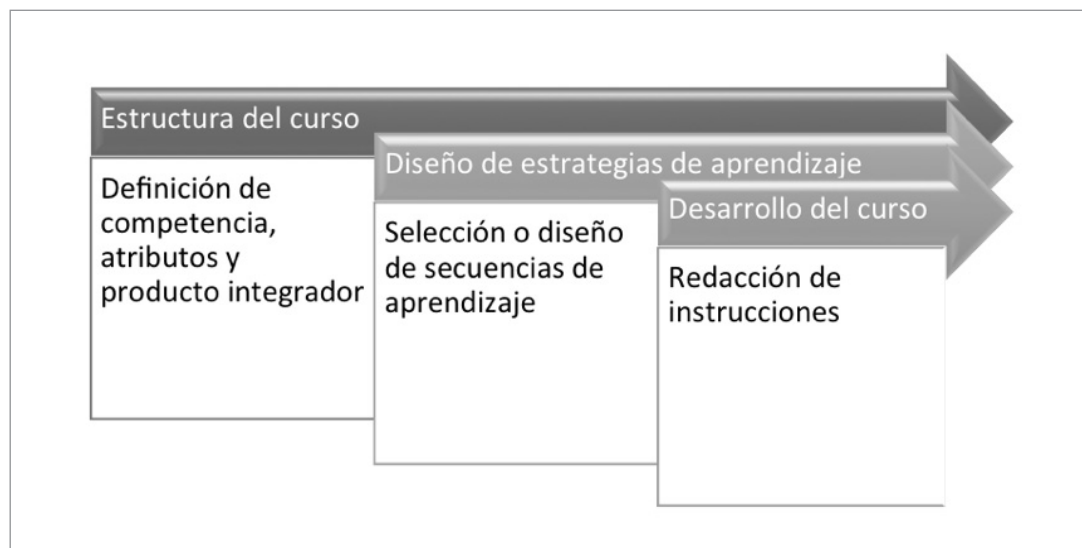 Estructura del curso
Definición de
competencia,
atributos y
producto integrador
Diseño de estrategias de aprendizaje
Selección o diseño
de secuencias de
aprendizaje
Desarrollo del curso
Redacción de
instrucciones